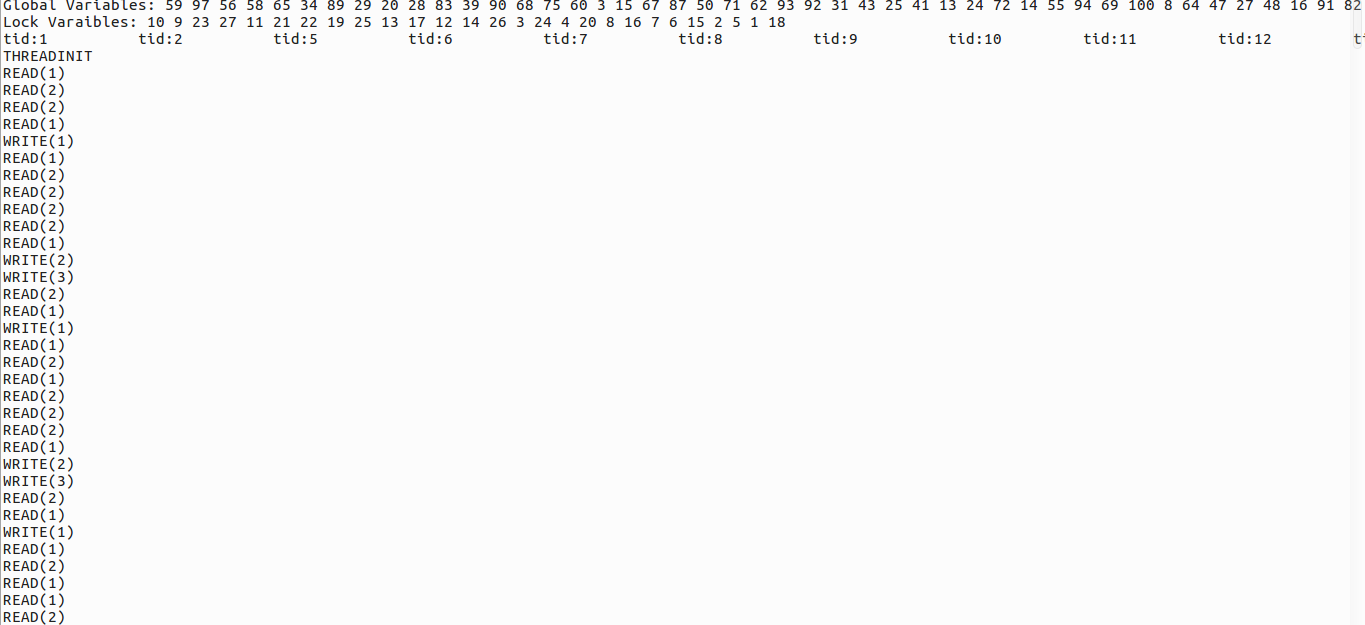 Global Variables: 59 97 56 58 65 34 89 29 20 28 83 39 90 68 75 60 3 15 67 87 50 71 62 93 92 31 43 25 41 13 24 72 14 55 94 69 100 8 64 47 27 48 16 91 82
Lock Varaibles: 10 9 23 27 11 21 22 19 25 13 17 12 14 26 3 24 4 20 8 16 7 6 15 2 5 1 18
tid:1 tid:2 tid:5 tid:6 tid:7 tid:8 tid:9 tid:10 tid:11 tid:12
THREADINIT
READ(1)
READ(2)
READ(2)
READ(1)
WRITE(1)
READ(1)
READ(2)
READ(2)
READ(2)
READ(2)
READ(1)
WRITE(2)
WRITE(3)
READ(2)
READ(1)
WRITE(1)
READ(1)
READ(2)
READ(1)
READ(2)
READ(2)
READ(2)
READ(1)
WRITE(2)
WRITE(3)
READ(2)
READ(1)
WRITE(1)
READ(1)
READ(2)
READ(1)
READ(1)
READ(2)